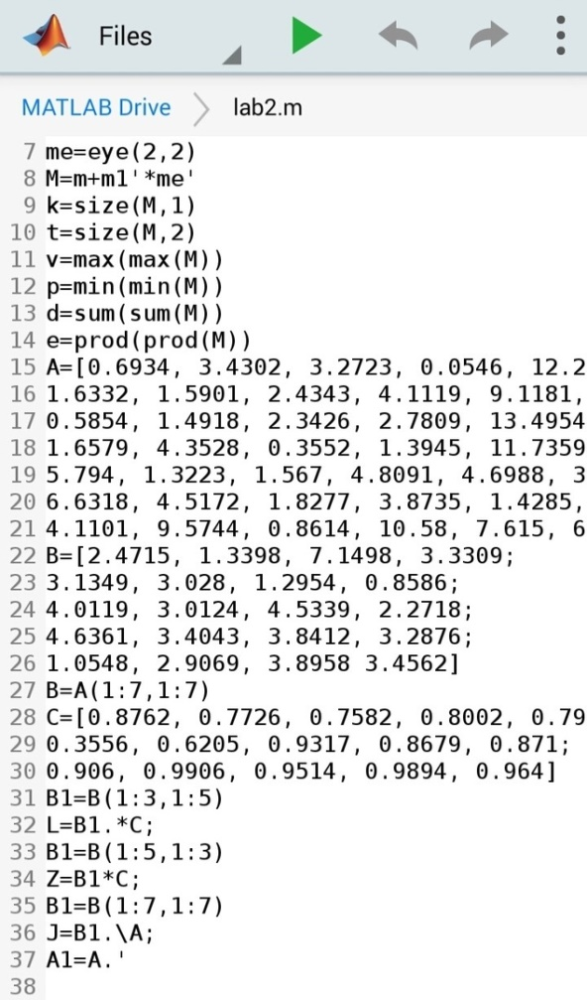 Files
MATLAB Drive lab2.m
7 me=eye(2,2)
8 M=m+m1'*me'
9 k=size(M,1)
10 t=size(M,2)
11 v=max(max(M))
12 p=min(min(M))
13 d=sum(sum(M))
14 e=prod(prod(M))
15 A=[0.6934, 3.4302, 3.2723, 0.0546, 12.2
16 1.6332, 1.5901, 2.4343, 4.1119, 9.1181,
17 0.5854, 1.4918, 2.3426, 2.7809, 13.4954
18 1.6579, 4.3528, 0.3552, 1.3945, 11.7359
19 5.794, 1.3223, 1.567, 4.8091, 4.6988, 3
20 6.6318, 4.5172, 1.8277, 3.8735, 1.4285,
21 4.1101, 9.5744, 0.8614, 10.58, 7.615, 6
22 B=[2.4715, 1.3398, 7.1498, 3.3309;
23 3.1349, 3.028, 1.2954, 0.8586;
24 4.0119, 3.0124, 4.5339, 2.2718;
25 4.6361, 3.4043, 3.8412, 3.2876;
26 1.0548, 2.9069, 3.8958 3.4562]
27 B=A(1:7,1:7)
28 C=[0.8762, 0.7726, 0.7582, 0.8002, 0.79
29 0.3556, 0.6205, 0.9317, 0.8679, 0.871;
30 0.906, 0.9906, 0.9514, 0.9894, 0.964]
31 B1=B(1:3,1:5)
32 L=B1.*C;
33 B1=B(1:5,1:3)
34 Z=B1*C;
35 B1=B(1:7,1:7)
36 J=B1.\A;
37 A1=A.'
38